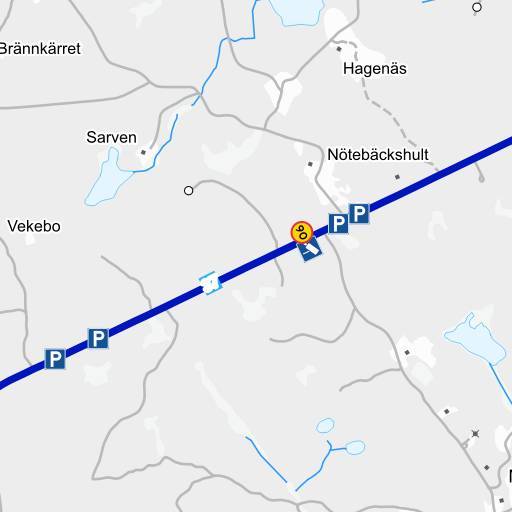 Brännkärret
Hagenäs
Sarven
Nötebäckshult
P
P
Vekebo
90
P
P